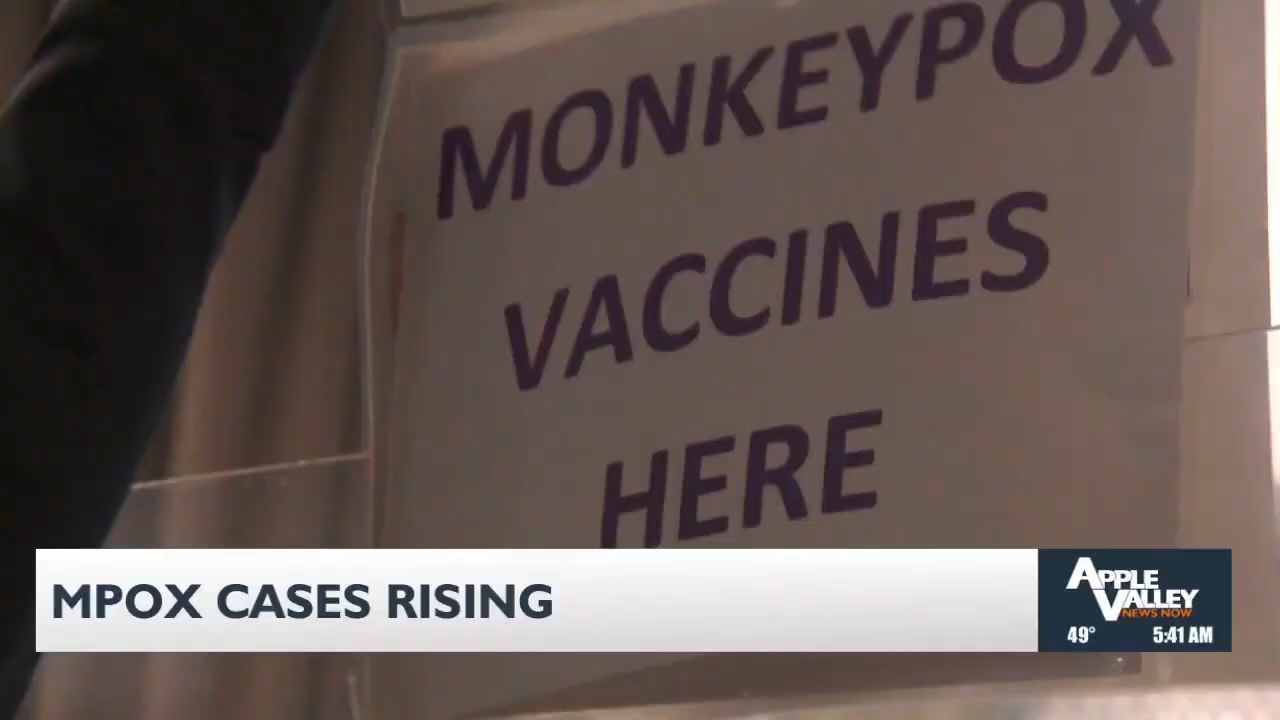 MONKEYPOX
VACCINES
HERE
MPOX CASES RISING
APPLE
VALLEY
NEWS NOW
49° 5:41 AM